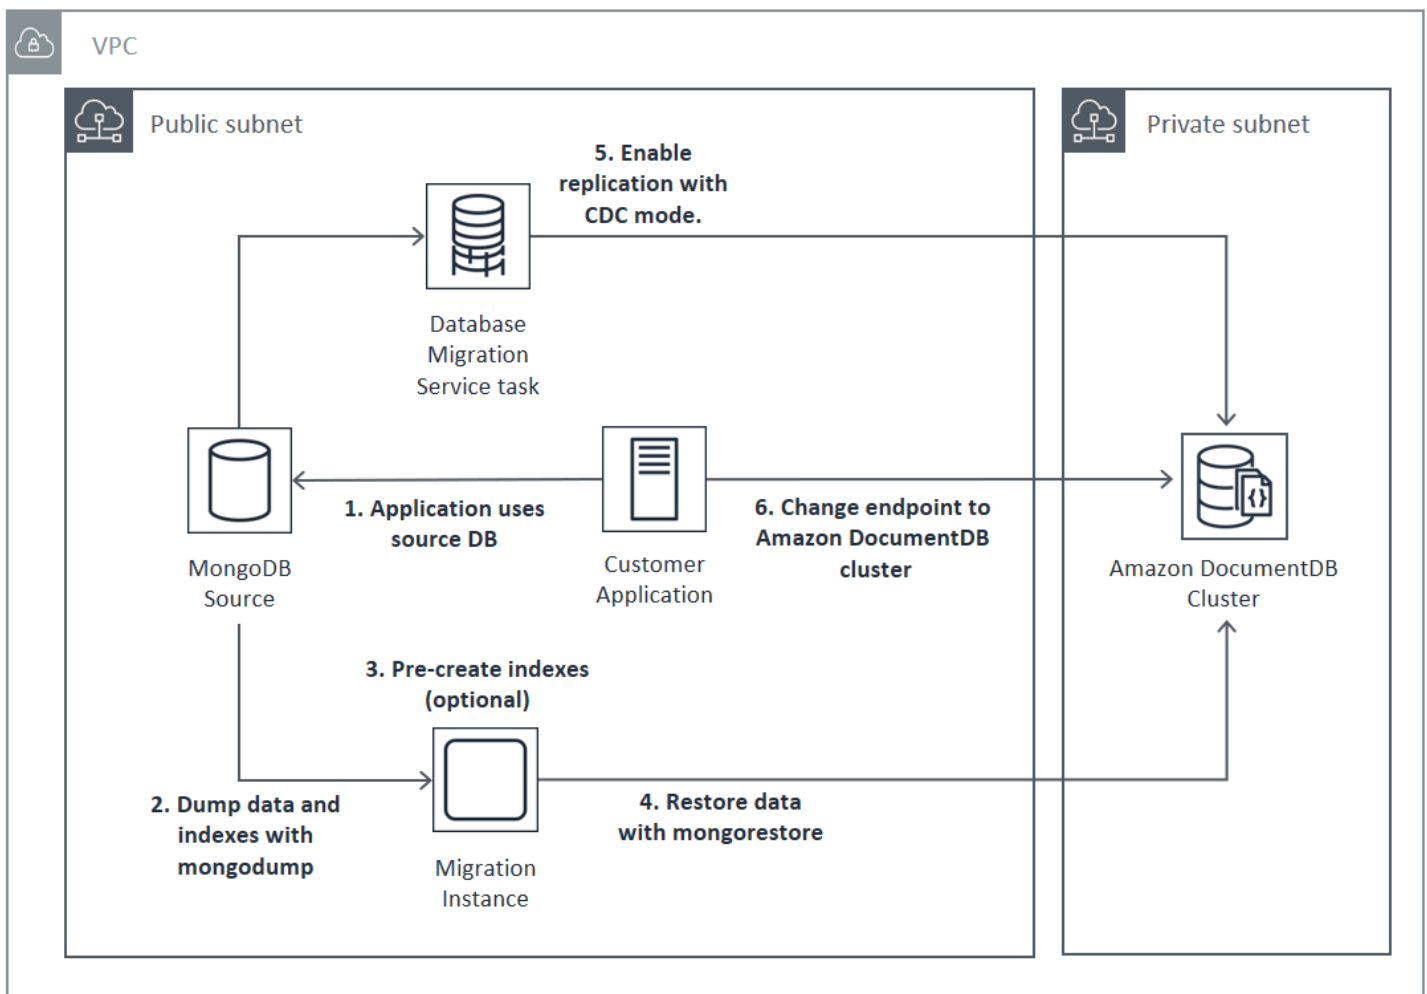 VPC
Public subnet
Private subnet
5. Enable
replication with
CDC mode.
Database
Migration
Service task
1. Application uses
source DB
6. Change endpoint to
Amazon DocumentDB
cluster
MongoDB
Source
Customer
Application
Amazon DocumentDB
Cluster
3. Pre-create indexes
(optional)
2. Dump data and
indexes with
mongodump
4. Restore data
with mongorestore
Migration
Instance